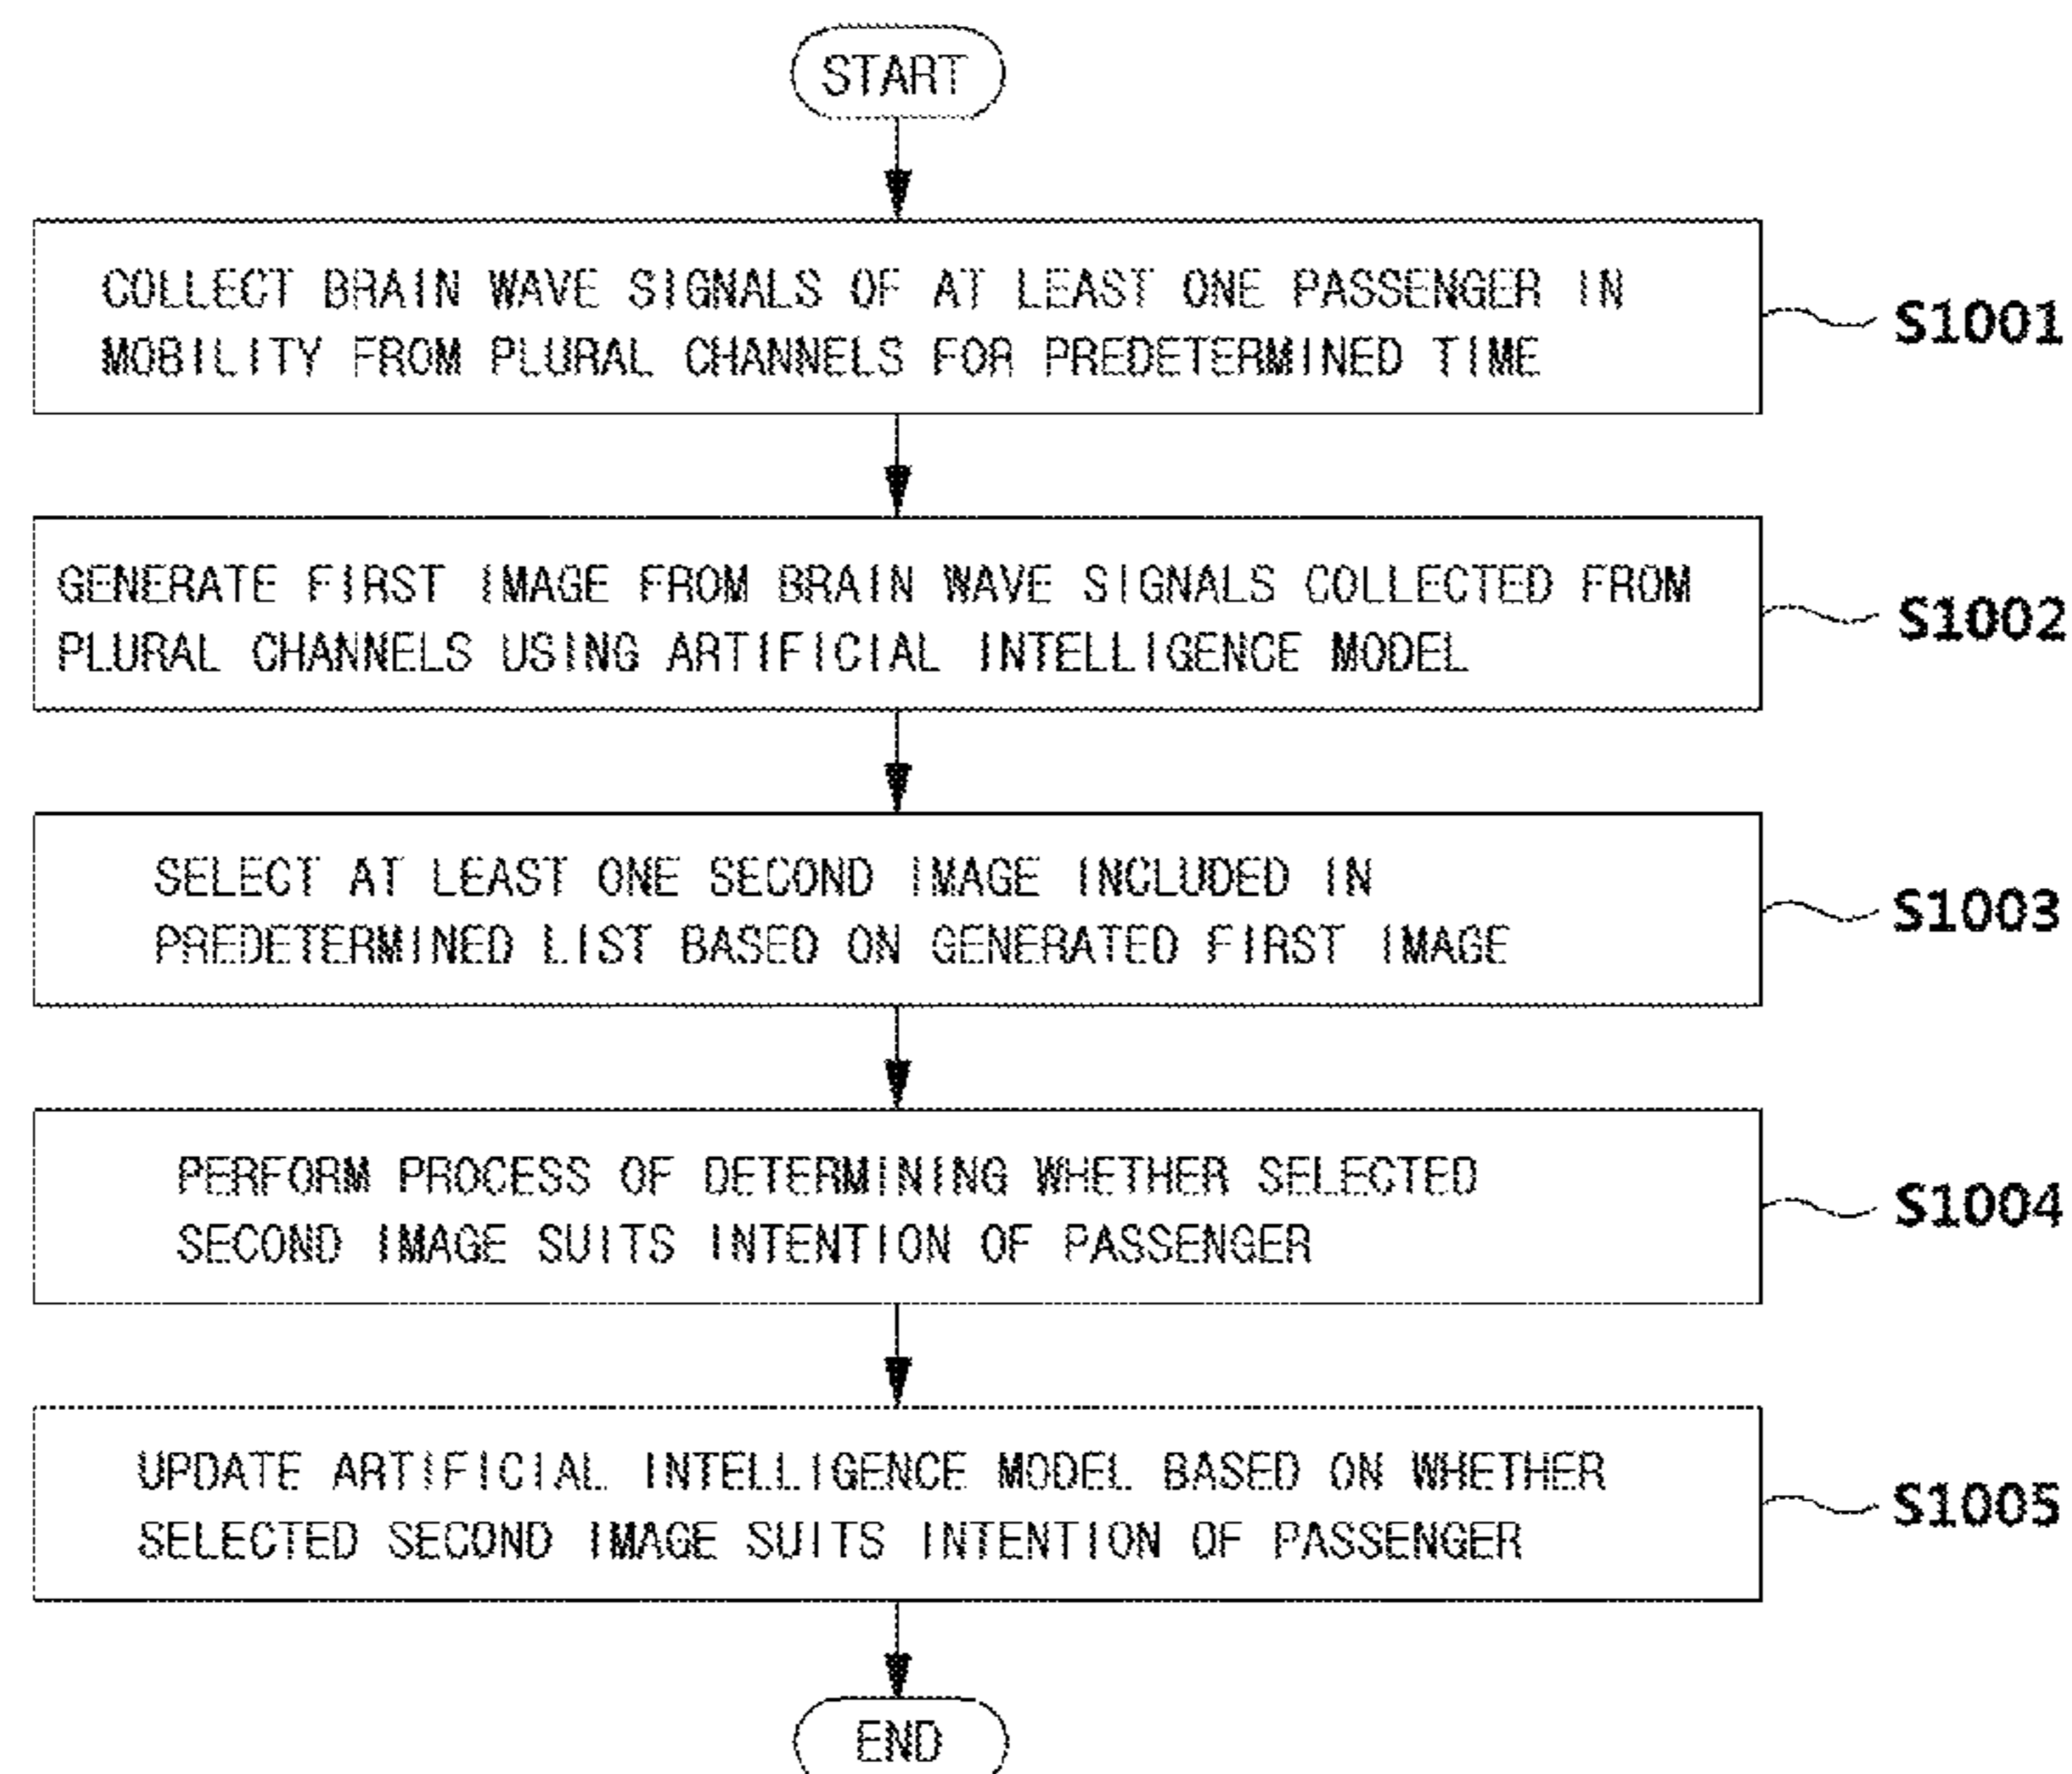 START
COLLECT BRAIN WAVE SIGNALS OF AT LEAST ONE PASSENGER IN
MOBILITY FROM PLURAL CHANNELS FOR PREDETERMINED TIME
S1001
GENERATE FIRST IMAGE FROM BRAIN WAVE SIGNALS COLLECTED FROM
PLURAL CHANNELS USING ARTIFICIAL INTELLIGENCE MODEL
S1002
SELECT AT LEAST ONE SECOND IMAGE INCLUDED IN
PREDETERMINED LIST BASED ON GENERATED FIRST IMAGE
S1003
PERFORM PROCESS OF DETERMINING WHETHER SELECTED
SECOND IMAGE SUITS INTENTION OF PASSENGER
S1004
UPDATE ARTIFICIAL INTELLIGENCE MODEL BASED ON WHETHER
SELECTED SECOND IMAGE SUITS INTENTION OF PASSENGER
S1005
END